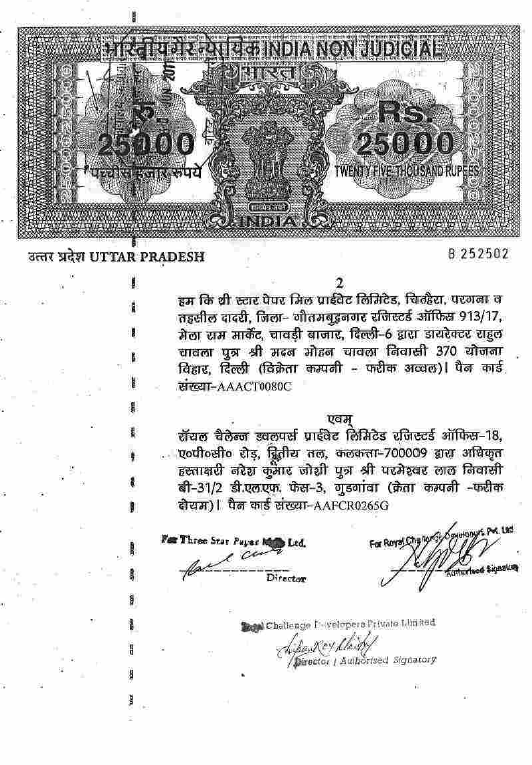 भारतीय गैर न्यायिक INDIA NON JUDICIAL
भारत
रु. Rs.
25000 25000
पच्चीस हजार रुपये TWENTY FIVE THOUSAND RUPEES
INDIA
उत्तर प्रदेश UTTAR PRADESH B 252502
2
हम कि थ्री स्टार पेपर मिल प्राईवेट लिमिटेड, चिन्हैरा, परगना व
तहसील दादरी, जिला- गौतमबुद्धनगर रजिस्टर्ड ऑफिस 913/17,
मेला राम मार्केट, चावड़ी बाजार, दिल्ली-6 द्वारा डायरेक्टर राहुल
चावला पुत्र श्री मदन मोहन चावला निवासी 370 योजना
विहार, दिल्ली (विक्रेता कम्पनी - फरीक अव्वल)। पैन कार्ड
संख्या-AAACT0080C
एवम्
रॉयल चैलेन्ज डवलपर्स प्राईवेट लिमिटेड रजिस्टर्ड ऑफिस-18,
ए०पी०सी० रोड़, द्वितीय तल, कलकत्ता-700009 द्वारा अधिकृत
हस्ताक्षरी नरेश कुमार जोशी पुत्र श्री परमेश्वर लाल निवासी
बी-31/2 डी.एल.एफ. फेस-3, गुडगांवा (क्रेता कम्पनी -फरीक
दोयम)। पैन कार्ड संख्या-AAFCR0265G
For Three Star Paper Ltd. For Royal Challenge Developers Pvt. Ltd.
Director Authorised Signatory
Challenge Developers Private Limited
Director / Authorised Signatory